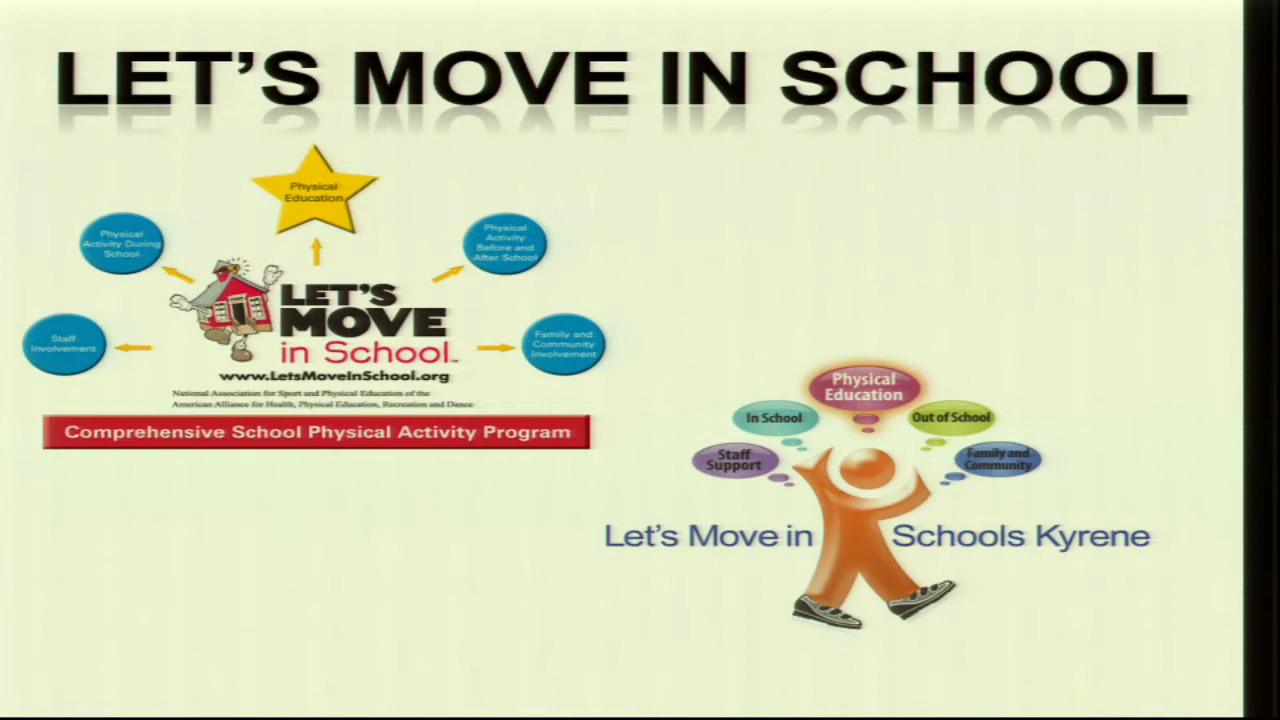 LET'S MOVE IN SCHOOL
Physical
Education
Physical
Activity During
School
Physical
Activity
Before and
After School
Staff
Involvement
LET'S
MOVE
in School
Family and
Community
Involvement
www.LetsMoveInSchool.org
National Association for Sport and Physical Education of the
American Alliance for Health, Physical Education, Recreation and Dance
Comprehensive School Physical Activity Program
Physical
Education
In School
Out of School
Staff
Support
Family and
Community
Let's Move in Schools Kyrene